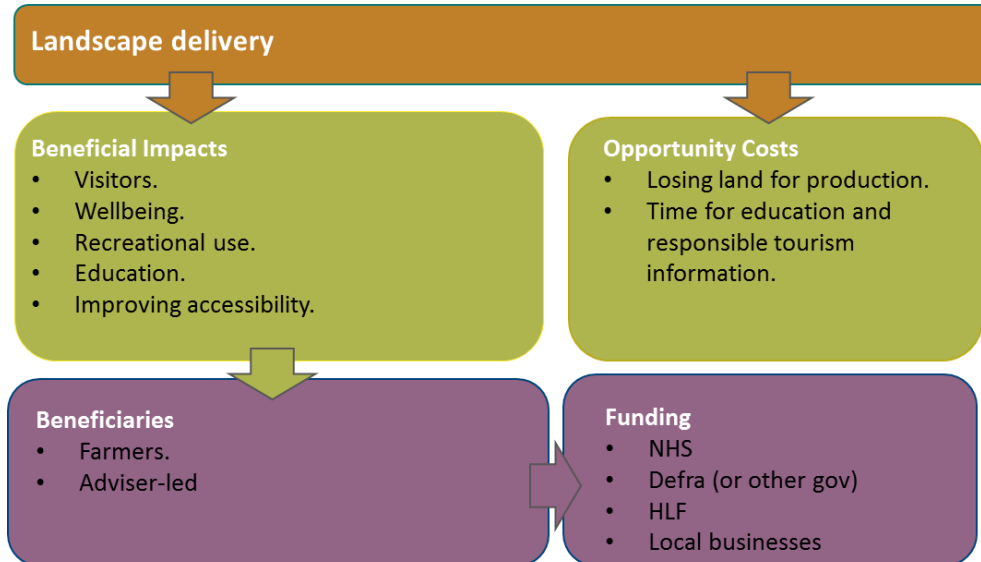 Landscape delivery
Beneficial Impacts
• Visitors.
• Wellbeing.
• Recreational use.
• Education.
• Improving accessibility.
Opportunity Costs
• Losing land for production.
• Time for education and
responsible tourism
information.
Beneficiaries
• Farmers.
• Adviser-led
Funding
• NHS
• Defra (or other gov)
• HLF
• Local businesses